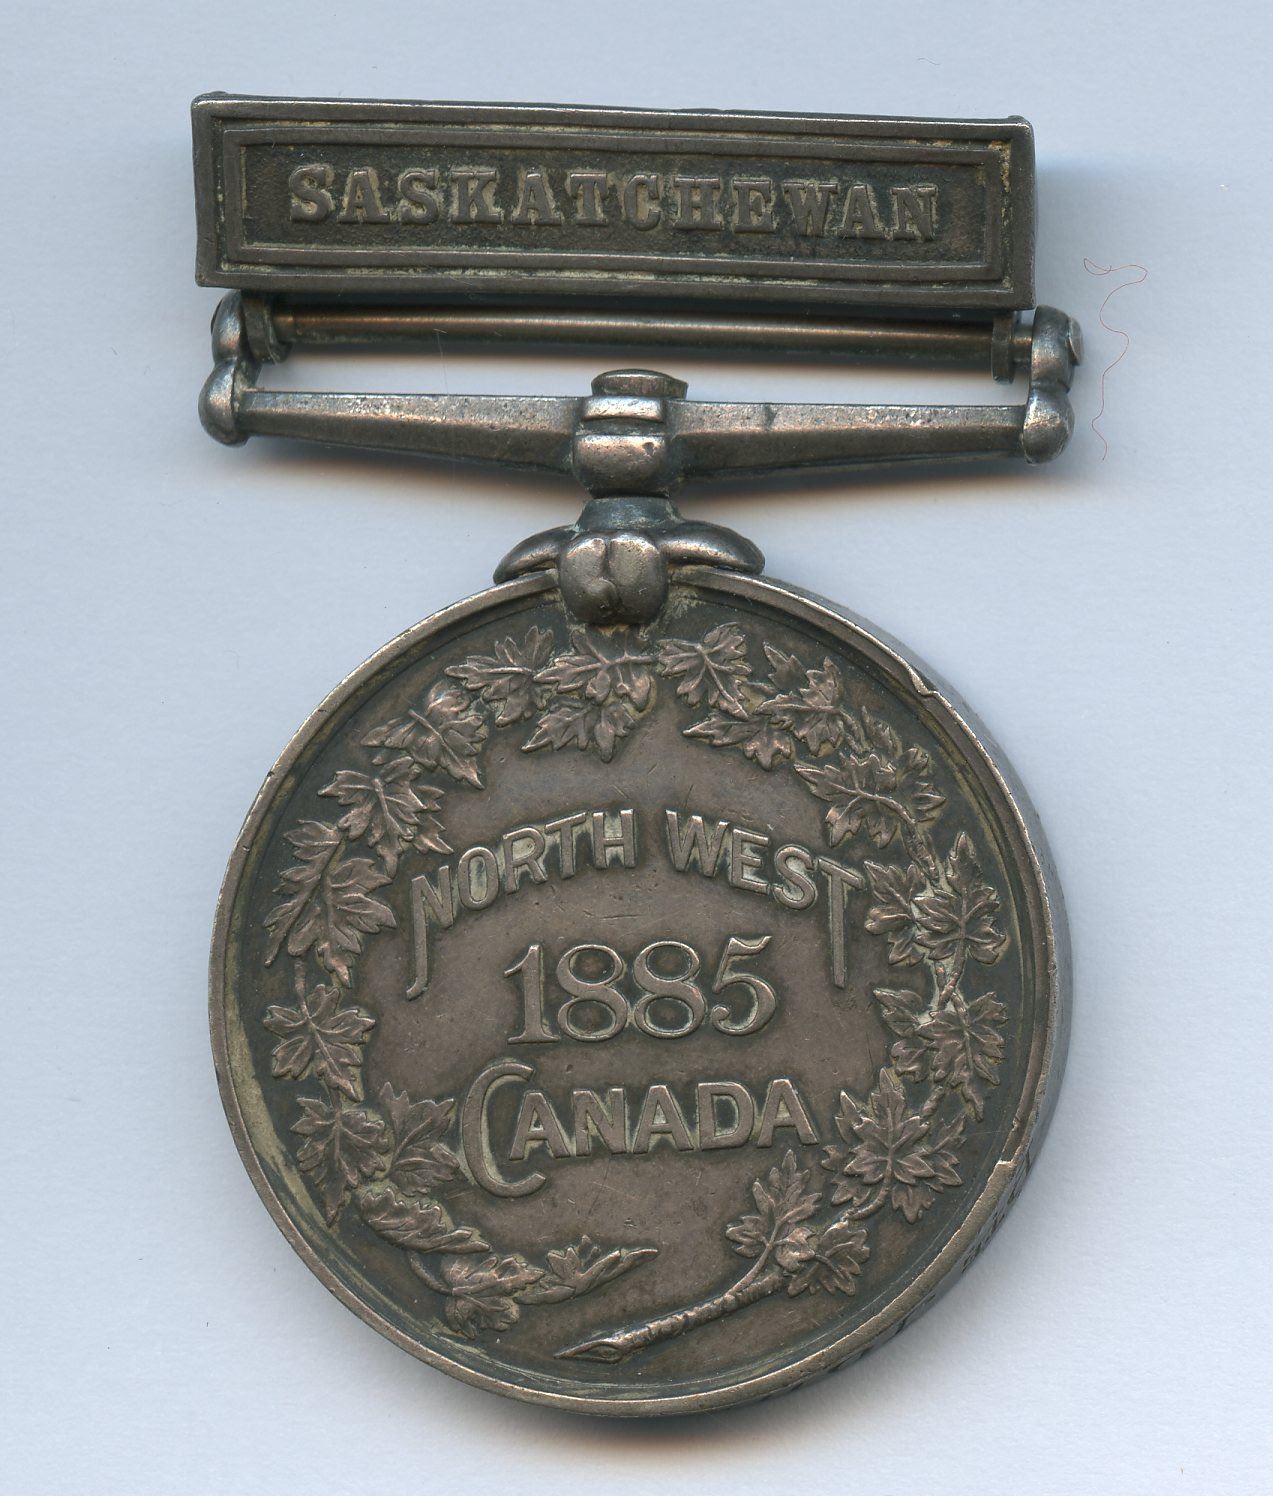 SASKATCHEWAN
NORTH WEST
1885
CANADA